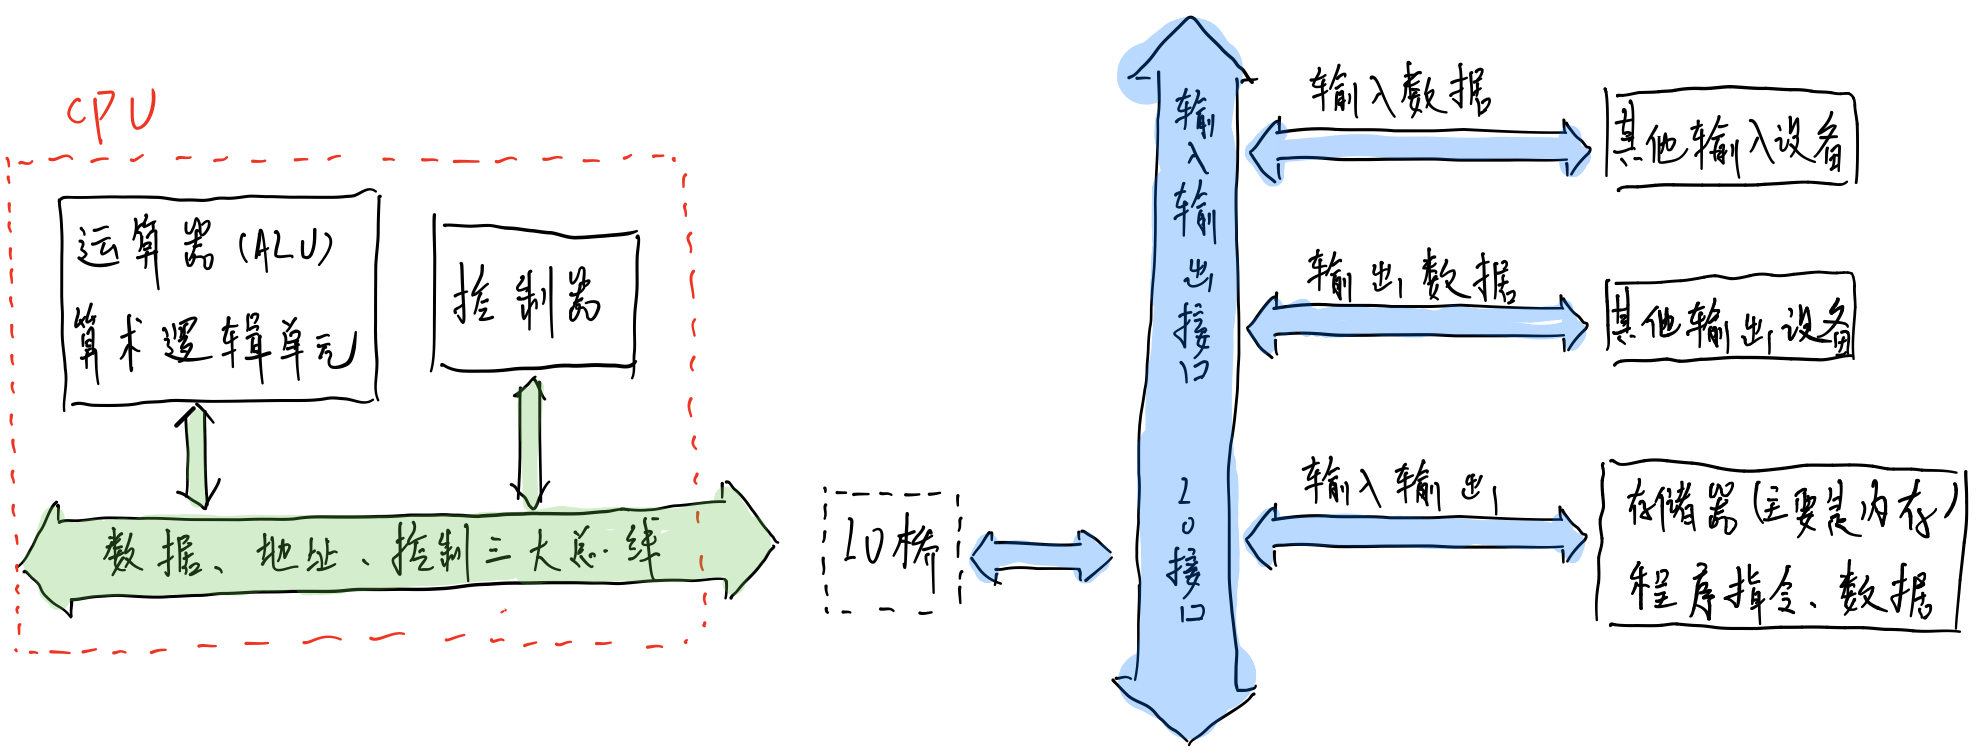 CPU
运算器(ALU)
算术逻辑单元
控制器
数据、地址、控制三大总线
IO桥
输入输出接口
IO接口
输入数据
其他输入设备
输出数据
其他输出设备
输入输出
存储器(主要是内存)
程序指令、数据